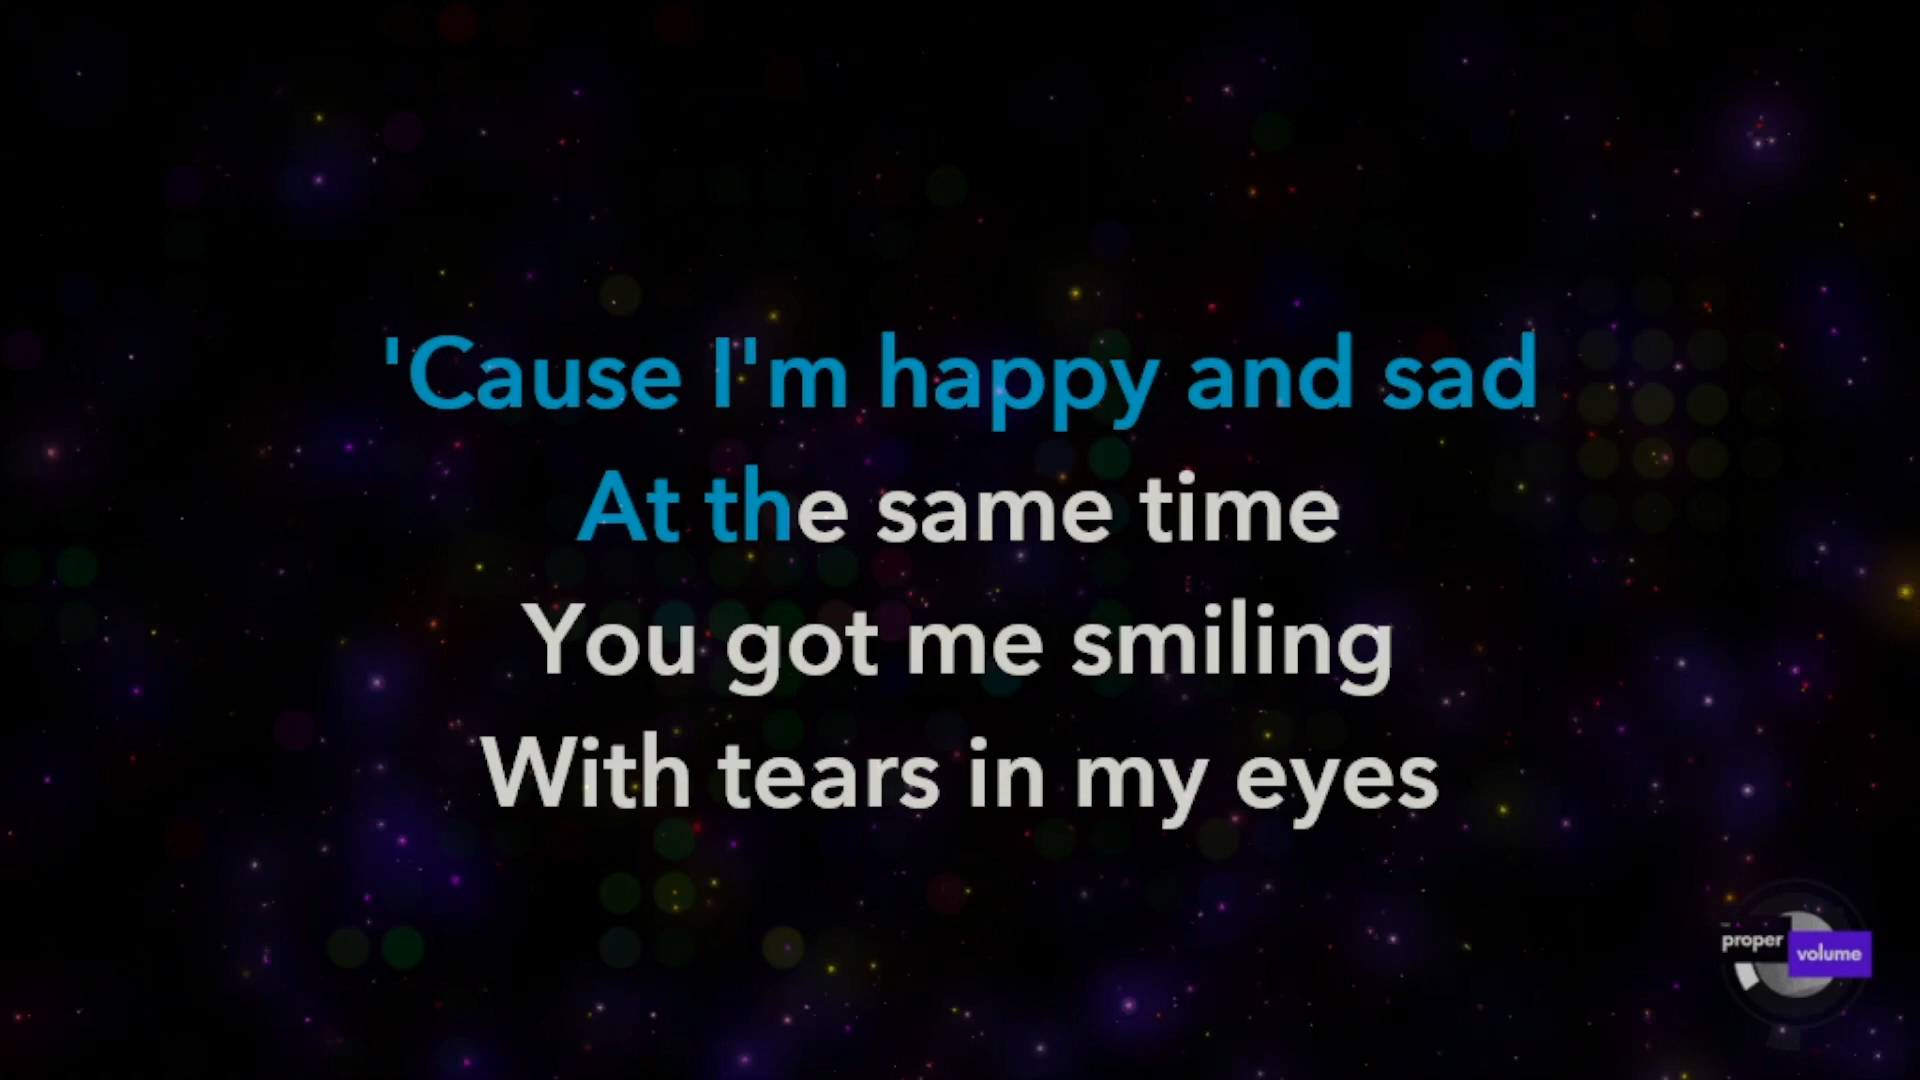 'Cause I'm happy and sad
At the same time
You got me smiling
With tears in my eyes
proper
volume